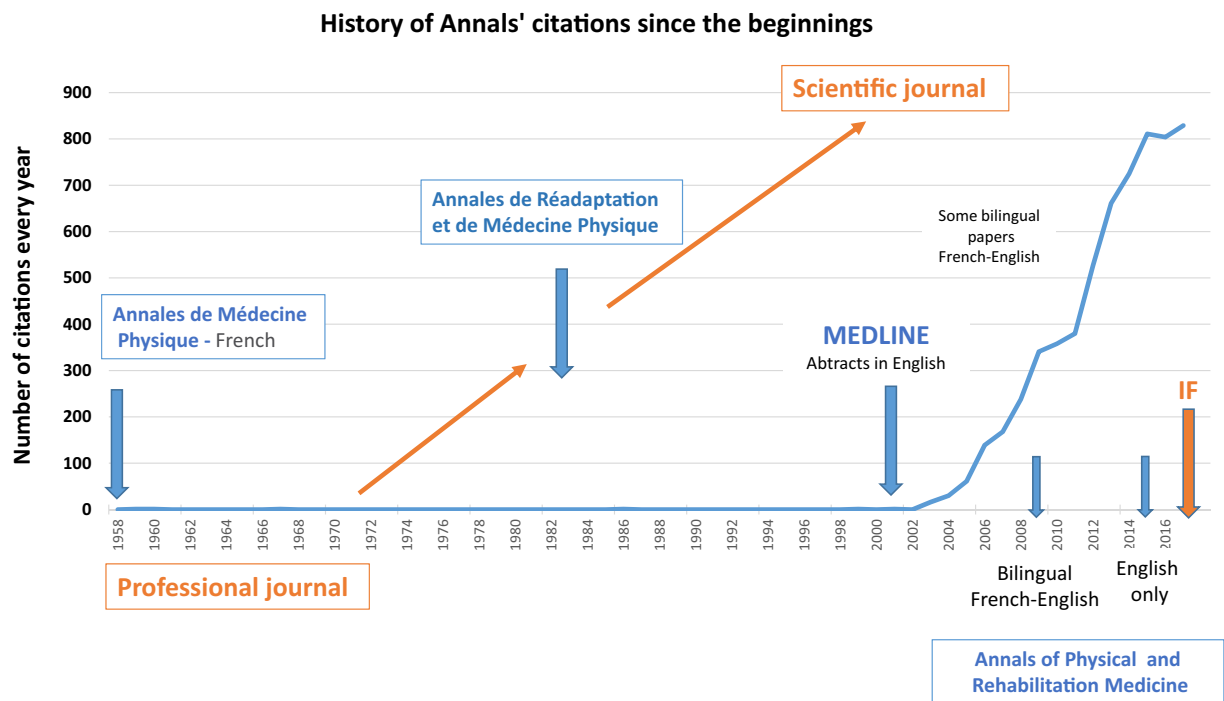 History of Annals' citations since the beginnings
Number of citations every year
900
800
700
600
500
400
300
200
100
0
Scientific journal
Annales de Réadaptation
et de Médecine Physique
Some bilingual
papers
French-English
Annales de Médecine
Physique - French
MEDLINE
Abtracts in English
IF
1958
1960
1962
1964
1966
1968
1970
1972
1974
1976
1978
1980
1982
1984
1986
1988
1990
1992
1994
1996
1998
2000
2002
2004
2006
2008
2010
2012
2014
2016
Professional journal
Bilingual
French-English
English
only
Annals of Physical and
Rehabilitation Medicine